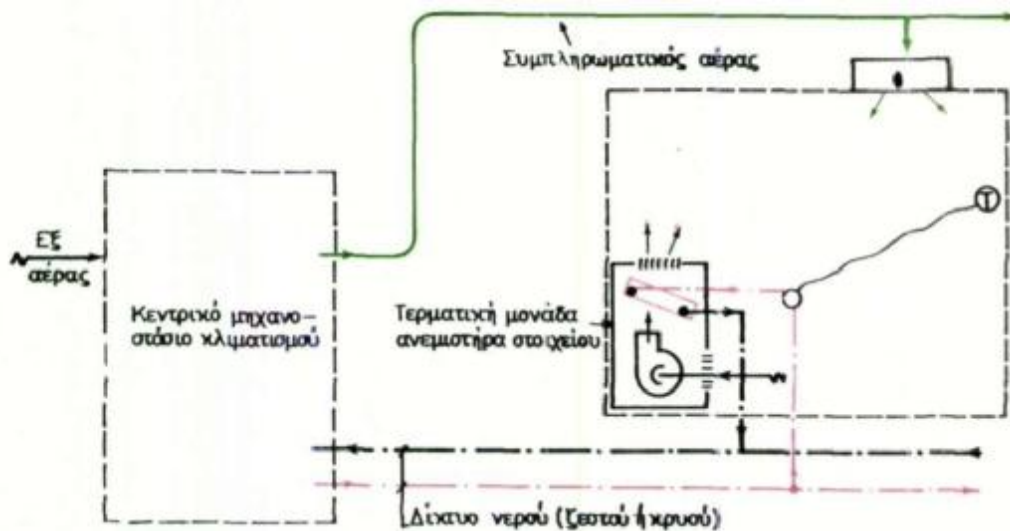 Συμπληρωματικός αέρας
Τ
Εξ
αέρας
Κεντρικό μηχανο-
στάσιο κλιματισμού
Τερματική μονάδα
ανεμιστήρα στοιχείου
Δίκτυο νερού (ζεστού ή κρυού)